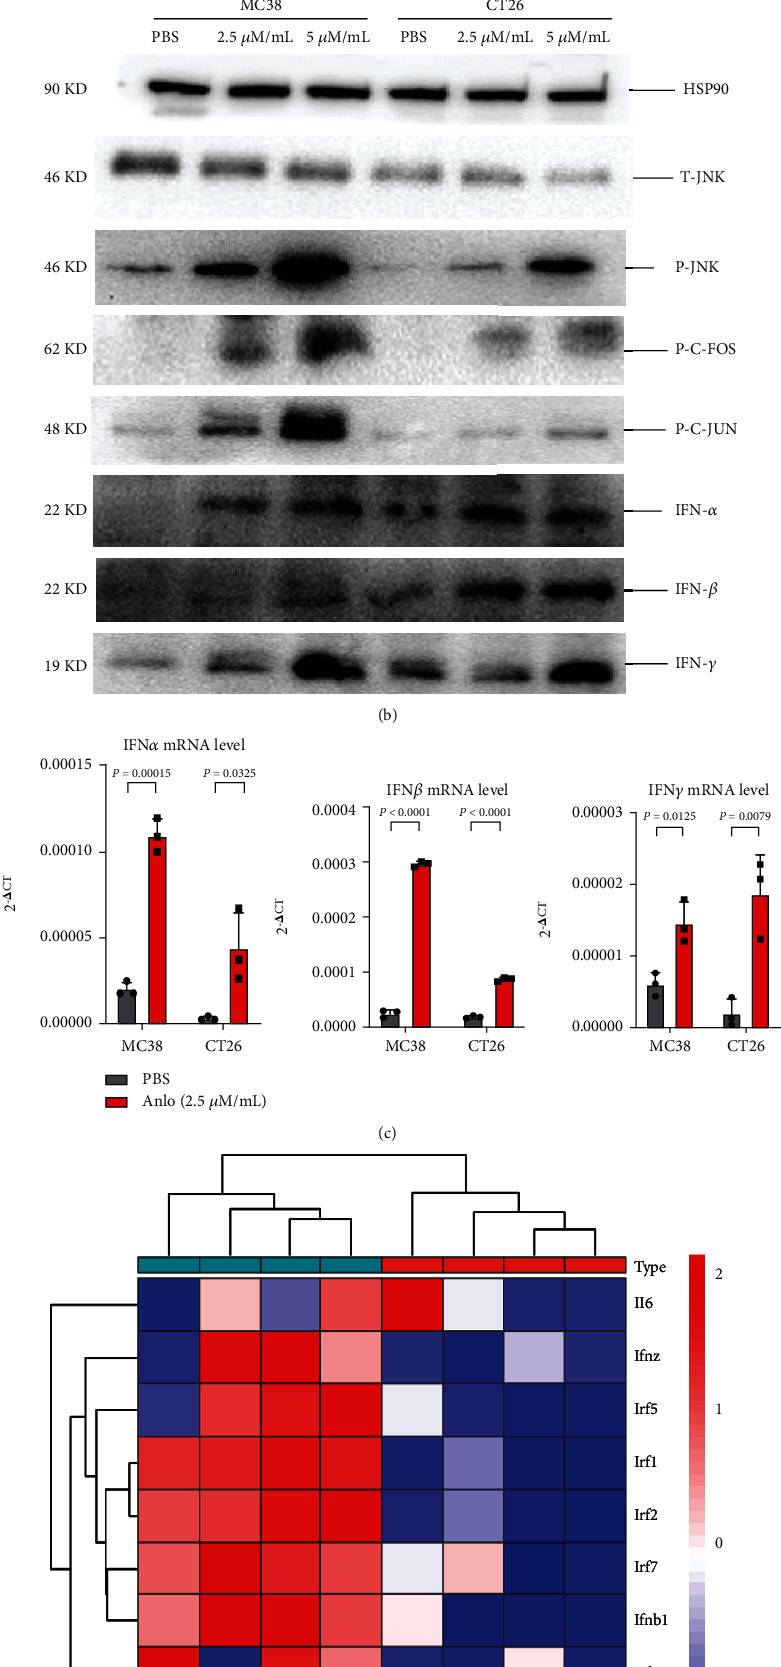 MC38 CT26
PBS 2.5 μM/mL 5 μM/mL PBS 2.5 μM/mL 5 μM/mL
90 KD HSP90
46 KD T-JNK
46 KD P-JNK
62 KD P-C-FOS
48 KD P-C-JUN
22 KD IFN-α
22 KD IFN-β
19 KD IFN-γ
(b)
IFNα mRNA level
P = 0.00015 P = 0.0325
0.00015
0.00010
0.00005
0.00000
2-ΔCT
MC38 CT26
IFNβ mRNA level
P < 0.0001 P < 0.0001
0.0004
0.0003
0.0002
0.0001
0.0000
2-ΔCT
MC38 CT26
IFNγ mRNA level
P = 0.0125 P = 0.0079
0.00003
0.00002
0.00001
0.00000
2-ΔCT
MC38 CT26
PBS
Anlo (2.5 μM/mL)
(c)
Type
Il6
Ifnz
Irf5
Irf1
Irf2
Irf7
Ifnb1
2
1
0